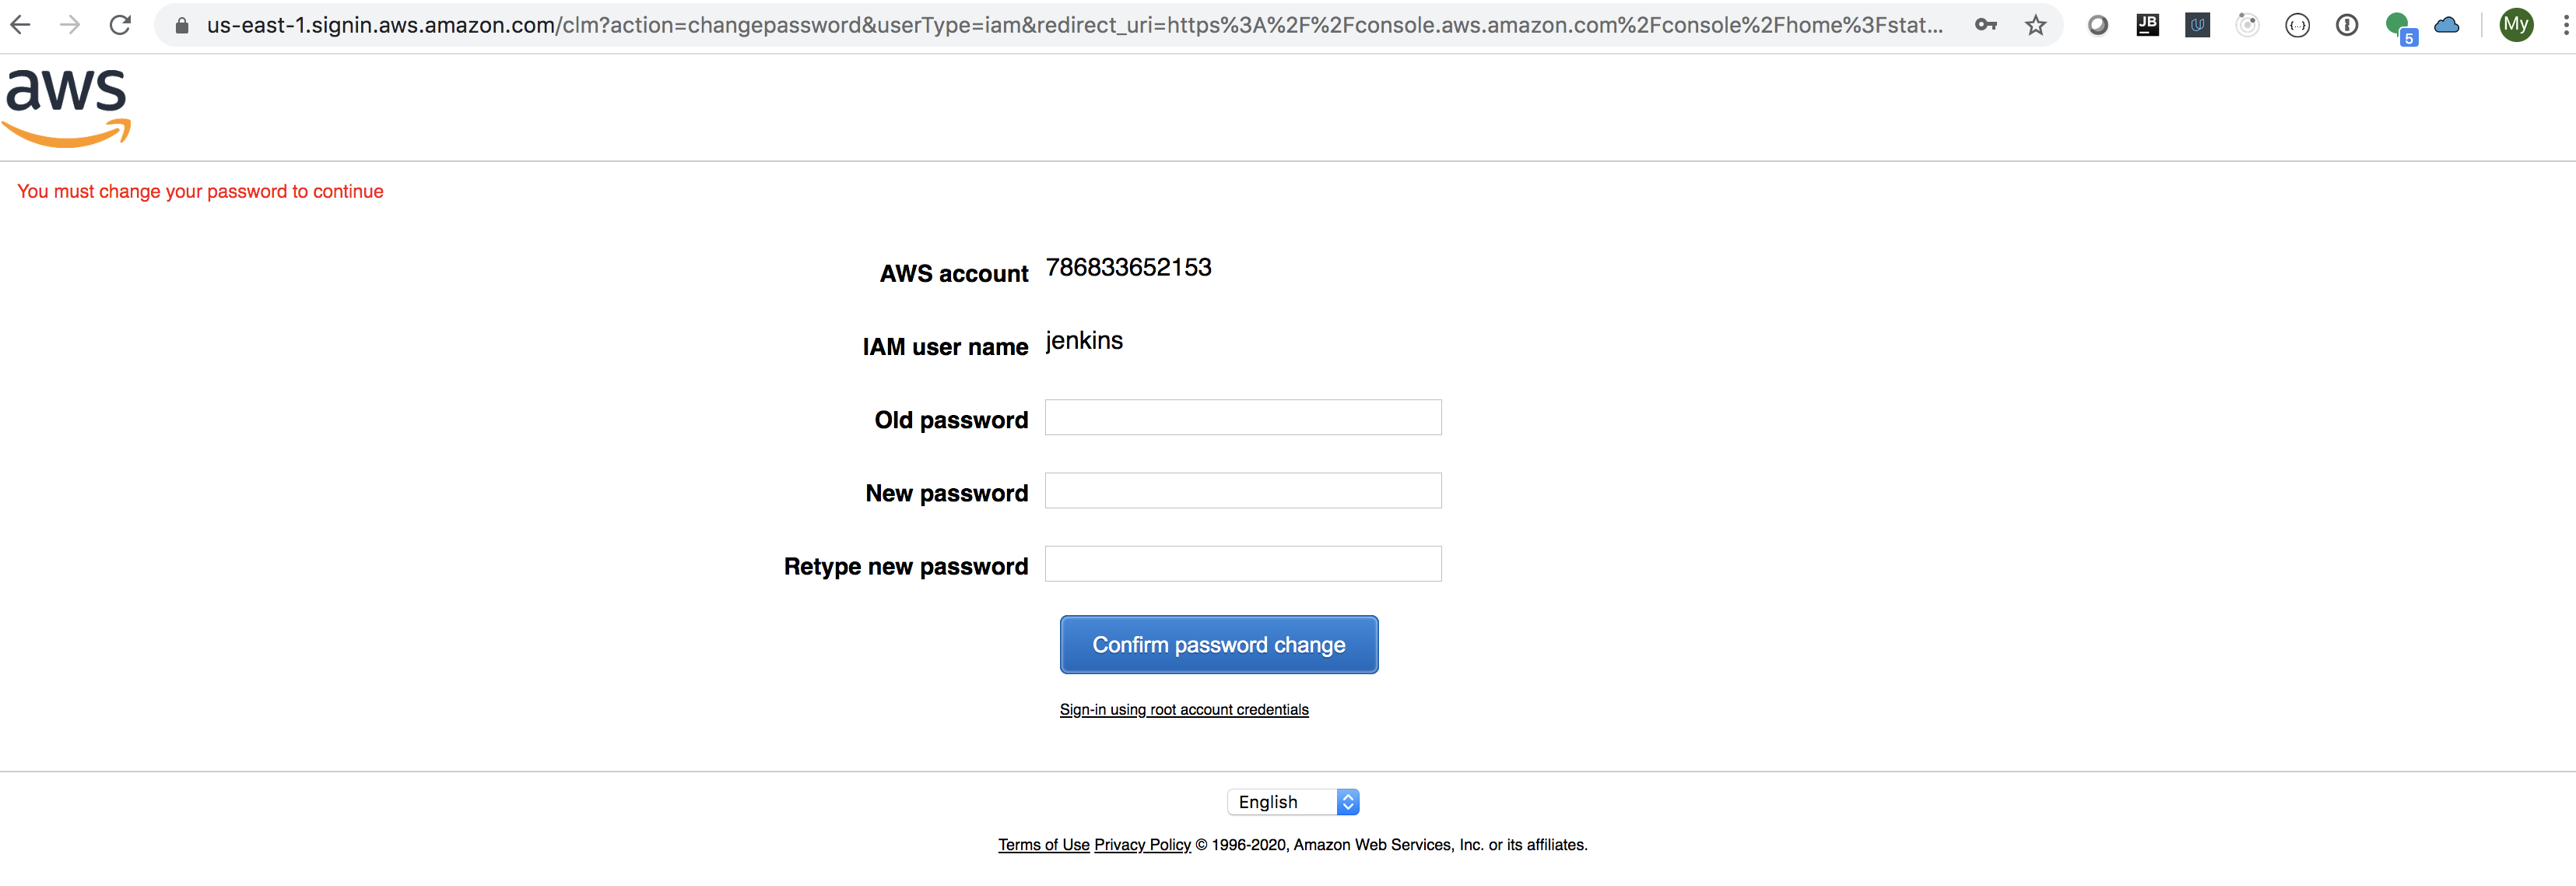 us-east-1.signin.aws.amazon.com/clm?action=changepassword&userType=iam&redirect_uri=https%3A%2F%2Fconsole.aws.amazon.com%2Fconsole%2Fhome%3Fstat...
JB
5
My
aws
You must change your password to continue
AWS account 786833652153
IAM user name jenkins
Old password
New password
Retype new password
Confirm password change
Sign-in using root account credentials
English
Terms of Use Privacy Policy © 1996-2020, Amazon Web Services, Inc. or its affiliates.